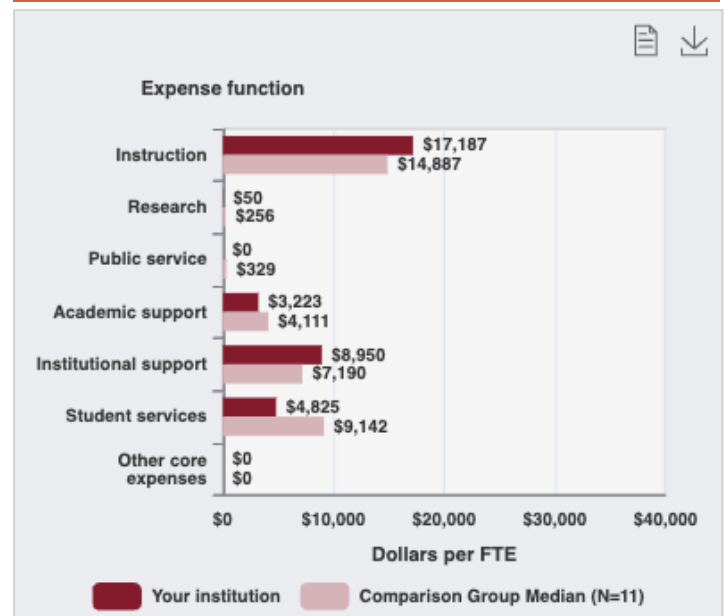 Expense function
Instruction
$17,187
$14,887
Research
$50
$256
Public service
$0
$329
Academic support
$3,223
$4,111
Institutional support
$8,950
$7,190
Student services
$4,825
$9,142
Other core
expenses
$0
$0
$0 $10,000 $20,000 $30,000 $40,000
Dollars per FTE
Your institution Comparison Group Median (N=11)